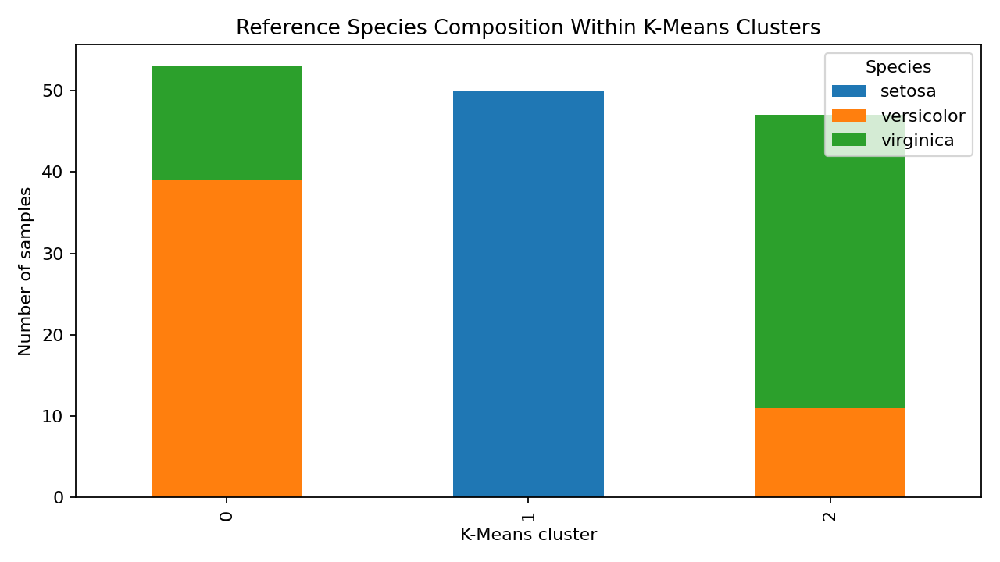 Reference Species Composition Within K-Means Clusters
Number of samples
50
40
30
20
10
0
Species
setosa
versicolor
virginica
0
1
2
K-Means cluster